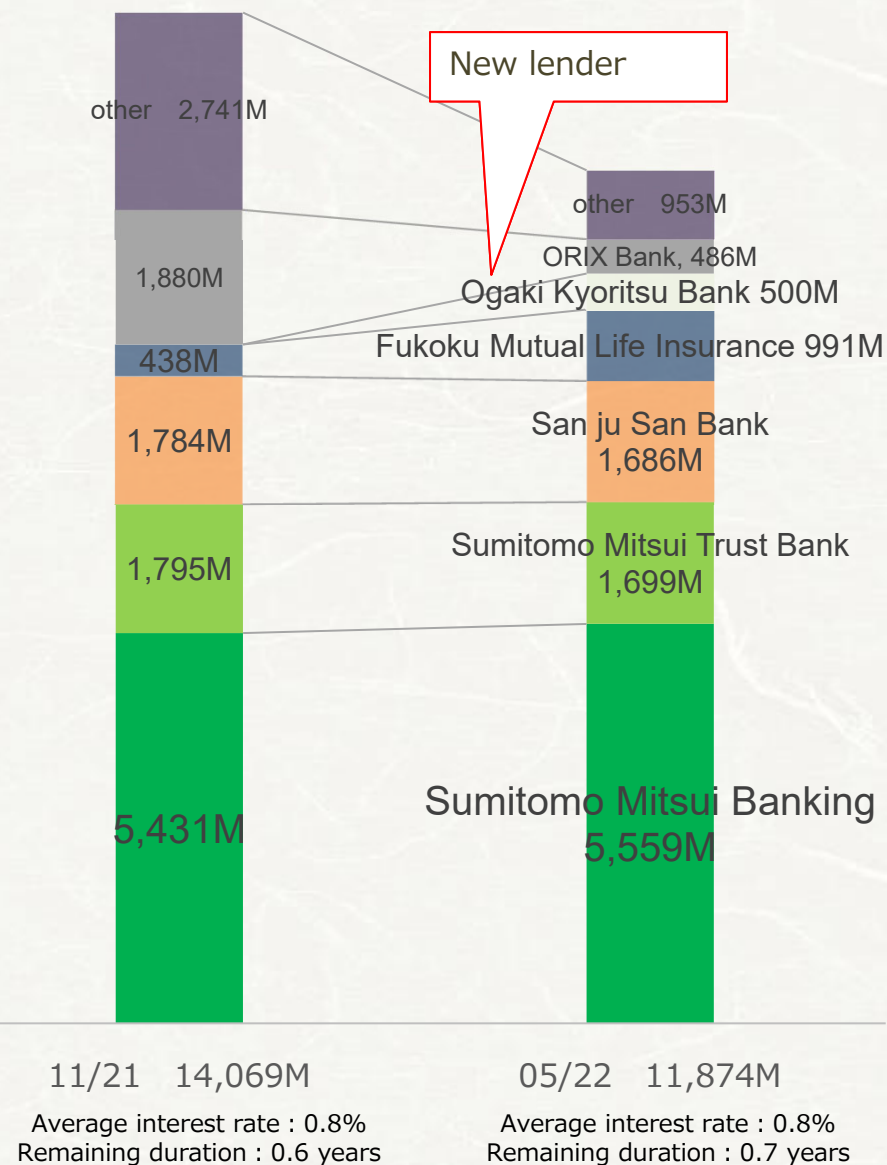 New lender
other 2,741M
1,880M
438M
1,784M
1,795M
5,431M
other 953M
ORIX Bank, 486M
Ogaki Kyoritsu Bank 500M
Fukoku Mutual Life Insurance 991M
San ju San Bank
1,686M
Sumitomo Mitsui Trust Bank
1,699M
Sumitomo Mitsui Banking
5,559M
11/21 14,069M
Average interest rate : 0.8%
Remaining duration : 0.6 years
05/22 11,874M
Average interest rate : 0.8%
Remaining duration : 0.7 years